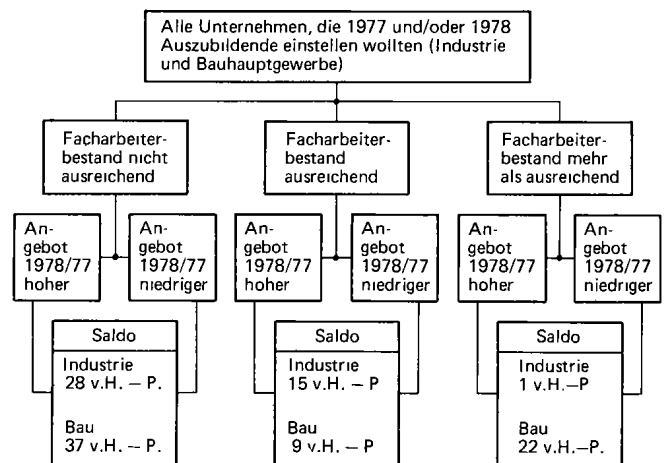 Alle Unternehmen, die 1977 und/oder 1978
Auszubildende einstellen wollten (Industrie
und Bauhauptgewerbe)
Facharbeiter-
bestand nicht
ausreichend
Facharbeiter-
bestand
ausreichend
Facharbeiter-
bestand mehr
als ausreichend
An-
gebot
1978/77
hoher
An-
gebot
1978/77
niedriger
An-
gebot
1978/77
hoher
An-
gebot
1978/77
niedriger
An-
gebot
1978/77
hoher
An-
gebot
1978/77
niedriger
Saldo
Industrie
28 v.H. – P.
Bau
37 v.H. – P.
Saldo
Industrie
15 v.H. – P
Bau
9 v.H. – P
Saldo
Industrie
1 v.H.–P
Bau
22 v.H.–P.